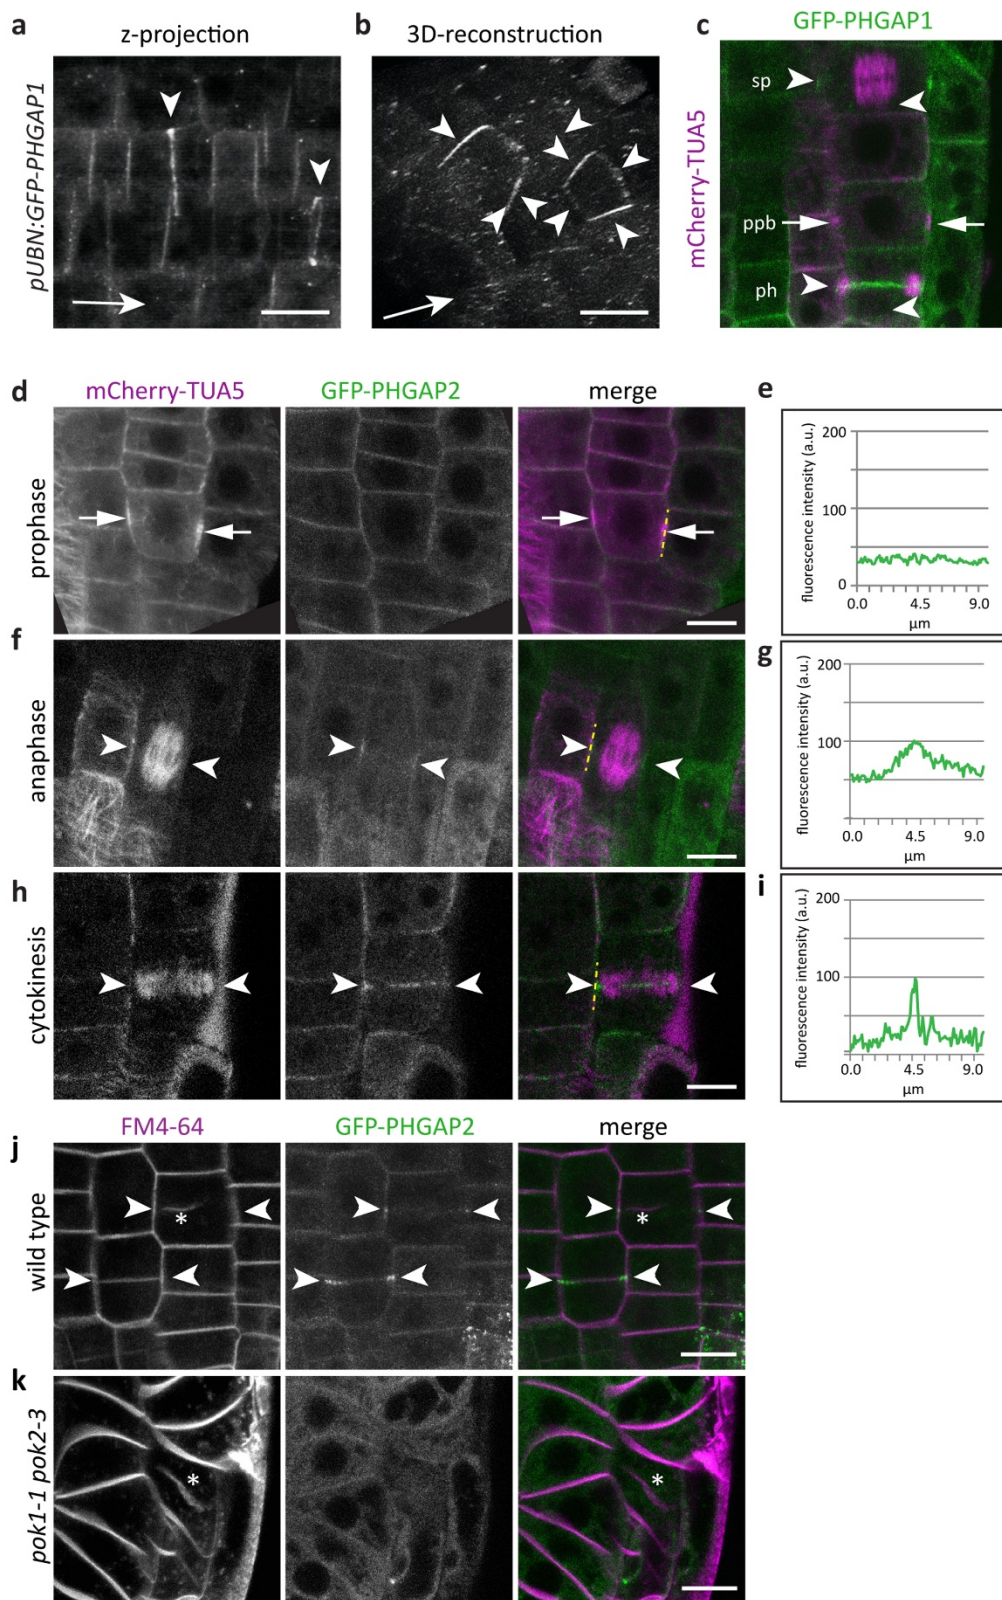 a
z-projection
pUBN:GFP-PHGAP1
b
3D-reconstruction
c
GFP-PHGAP1
mCherry-TUA5
sp
ppb
ph
d
mCherry-TUA5
GFP-PHGAP2
merge
prophase
e
fluorescence intensity (a.u.)
200
100
0
0.0 4.5 9.0
µm
f
anaphase
g
fluorescence intensity (a.u.)
200
100
0
0.0 4.5 9.0
µm
h
cytokinesis
i
fluorescence intensity (a.u.)
200
100
0
0.0 4.5 9.0
µm
FM4-64
GFP-PHGAP2
merge
j
wild type
*
*
k
pok1-1 pok2-3
*
*